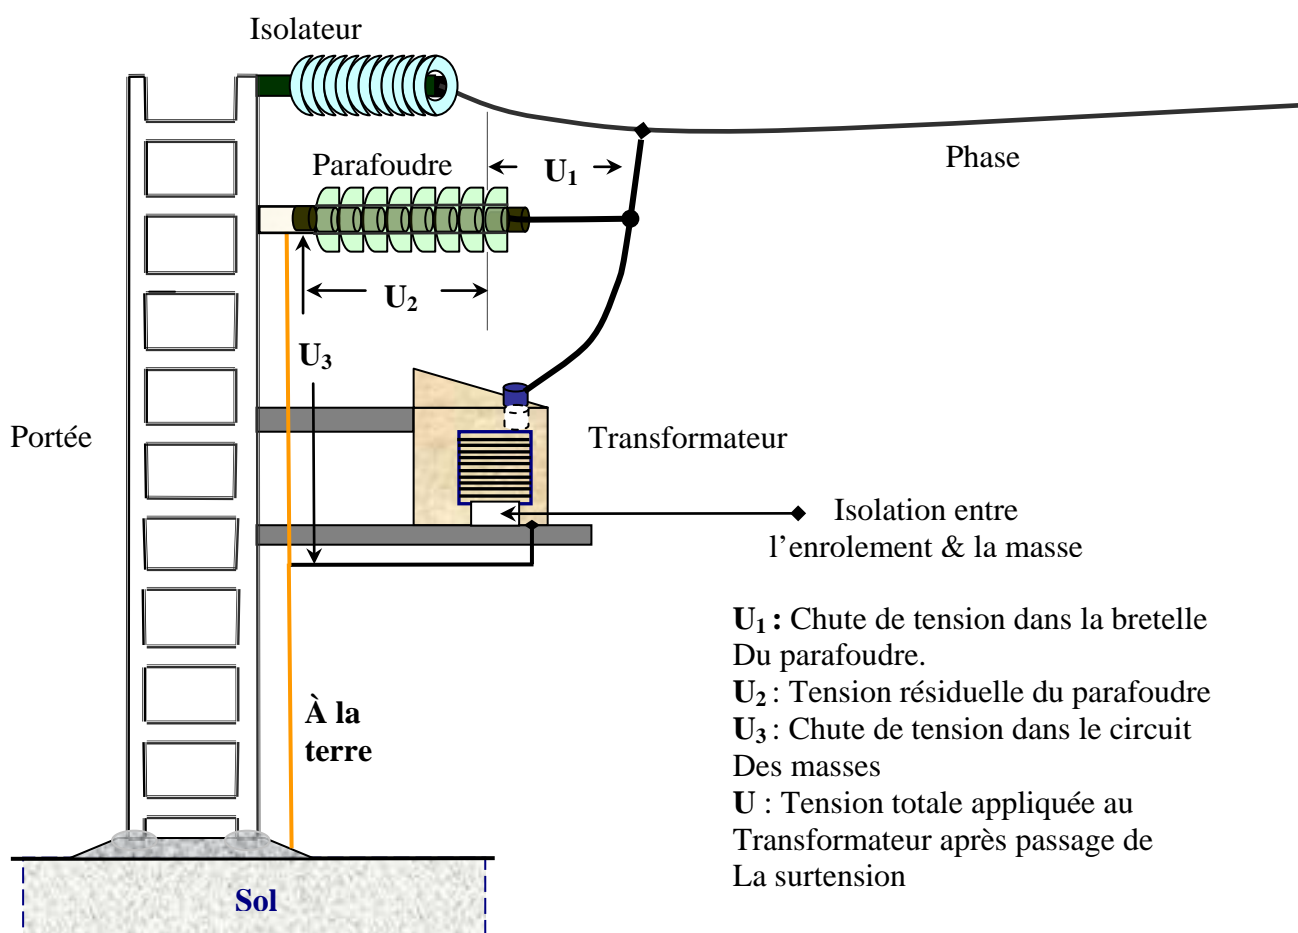 Isolateur
Phase
Parafoudre
U₁
U₂
U₃
Portée
Transformateur
Isolation entre
l'enrolement & la masse
U₁ : Chute de tension dans la bretelle
Du parafoudre.
U₂ : Tension résiduelle du parafoudre
U₃ : Chute de tension dans le circuit
Des masses
U : Tension totale appliquée au
Transformateur après passage de
La surtension
À la
terre
Sol